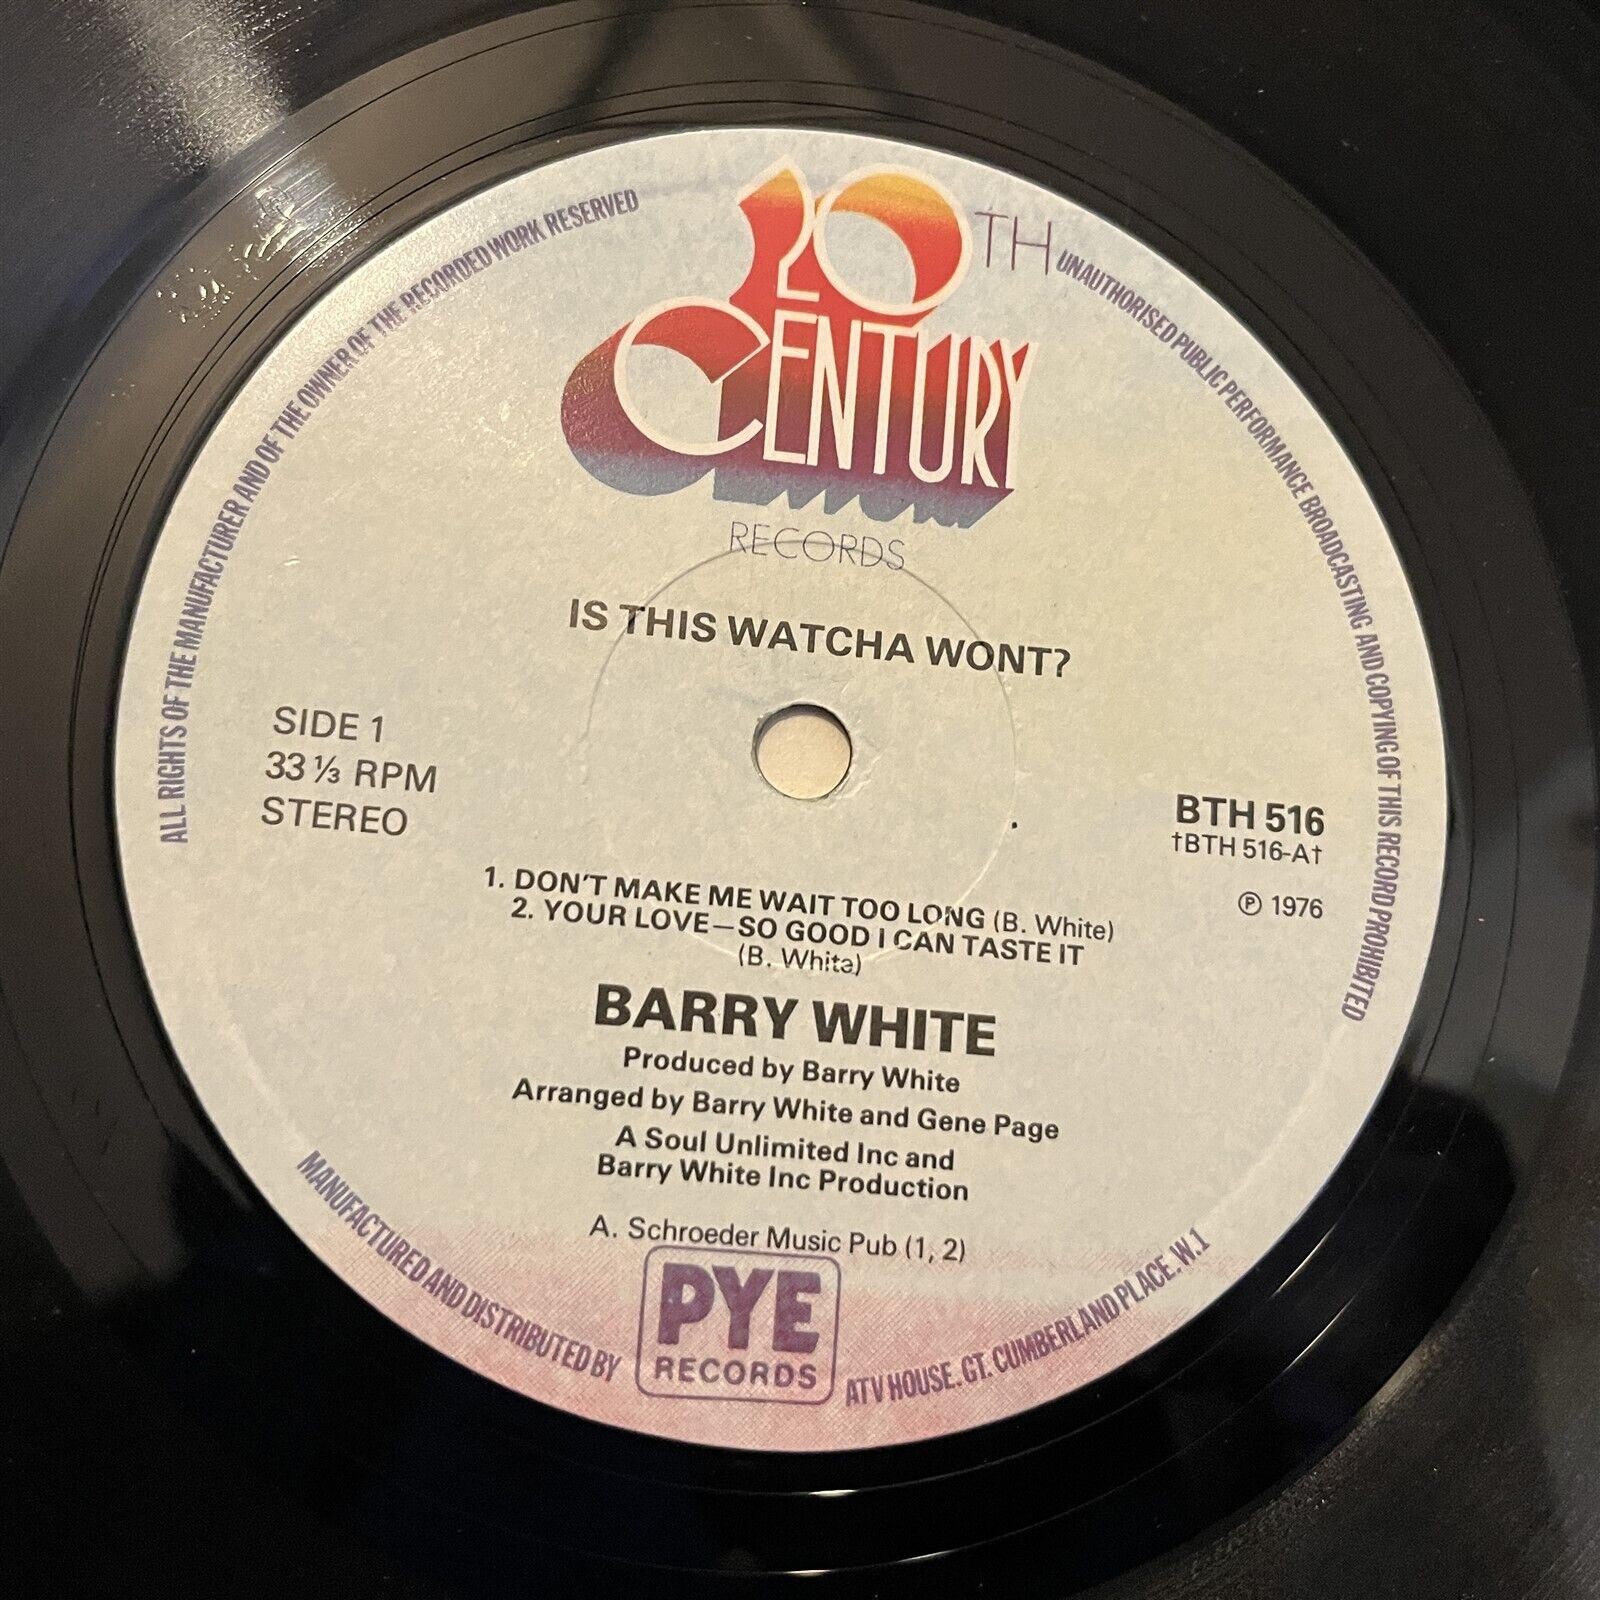 20TH
CENTURY
RECORDS
ALL RIGHTS OF THE MANUFACTURER AND OF THE OWNER OF THE RECORDED WORK RESERVED
UNAUTHORISED PUBLIC PERFORMANCE BROADCASTING AND COPYING OF THIS RECORD PROHIBITED
IS THIS WATCHA WONT?
SIDE 1
33 ⅓ RPM
STEREO
BTH 516
†BTH 516-A†
℗ 1976
1. DON'T MAKE ME WAIT TOO LONG (B. White)
2. YOUR LOVE—SO GOOD I CAN TASTE IT
(B. White)
BARRY WHITE
Produced by Barry White
Arranged by Barry White and Gene Page
A Soul Unlimited Inc and
Barry White Inc Production
A. Schroeder Music Pub (1, 2)
MANUFACTURED AND DISTRIBUTED BY
PYE
RECORDS
ATV HOUSE. GT. CUMBERLAND PLACE. W.1